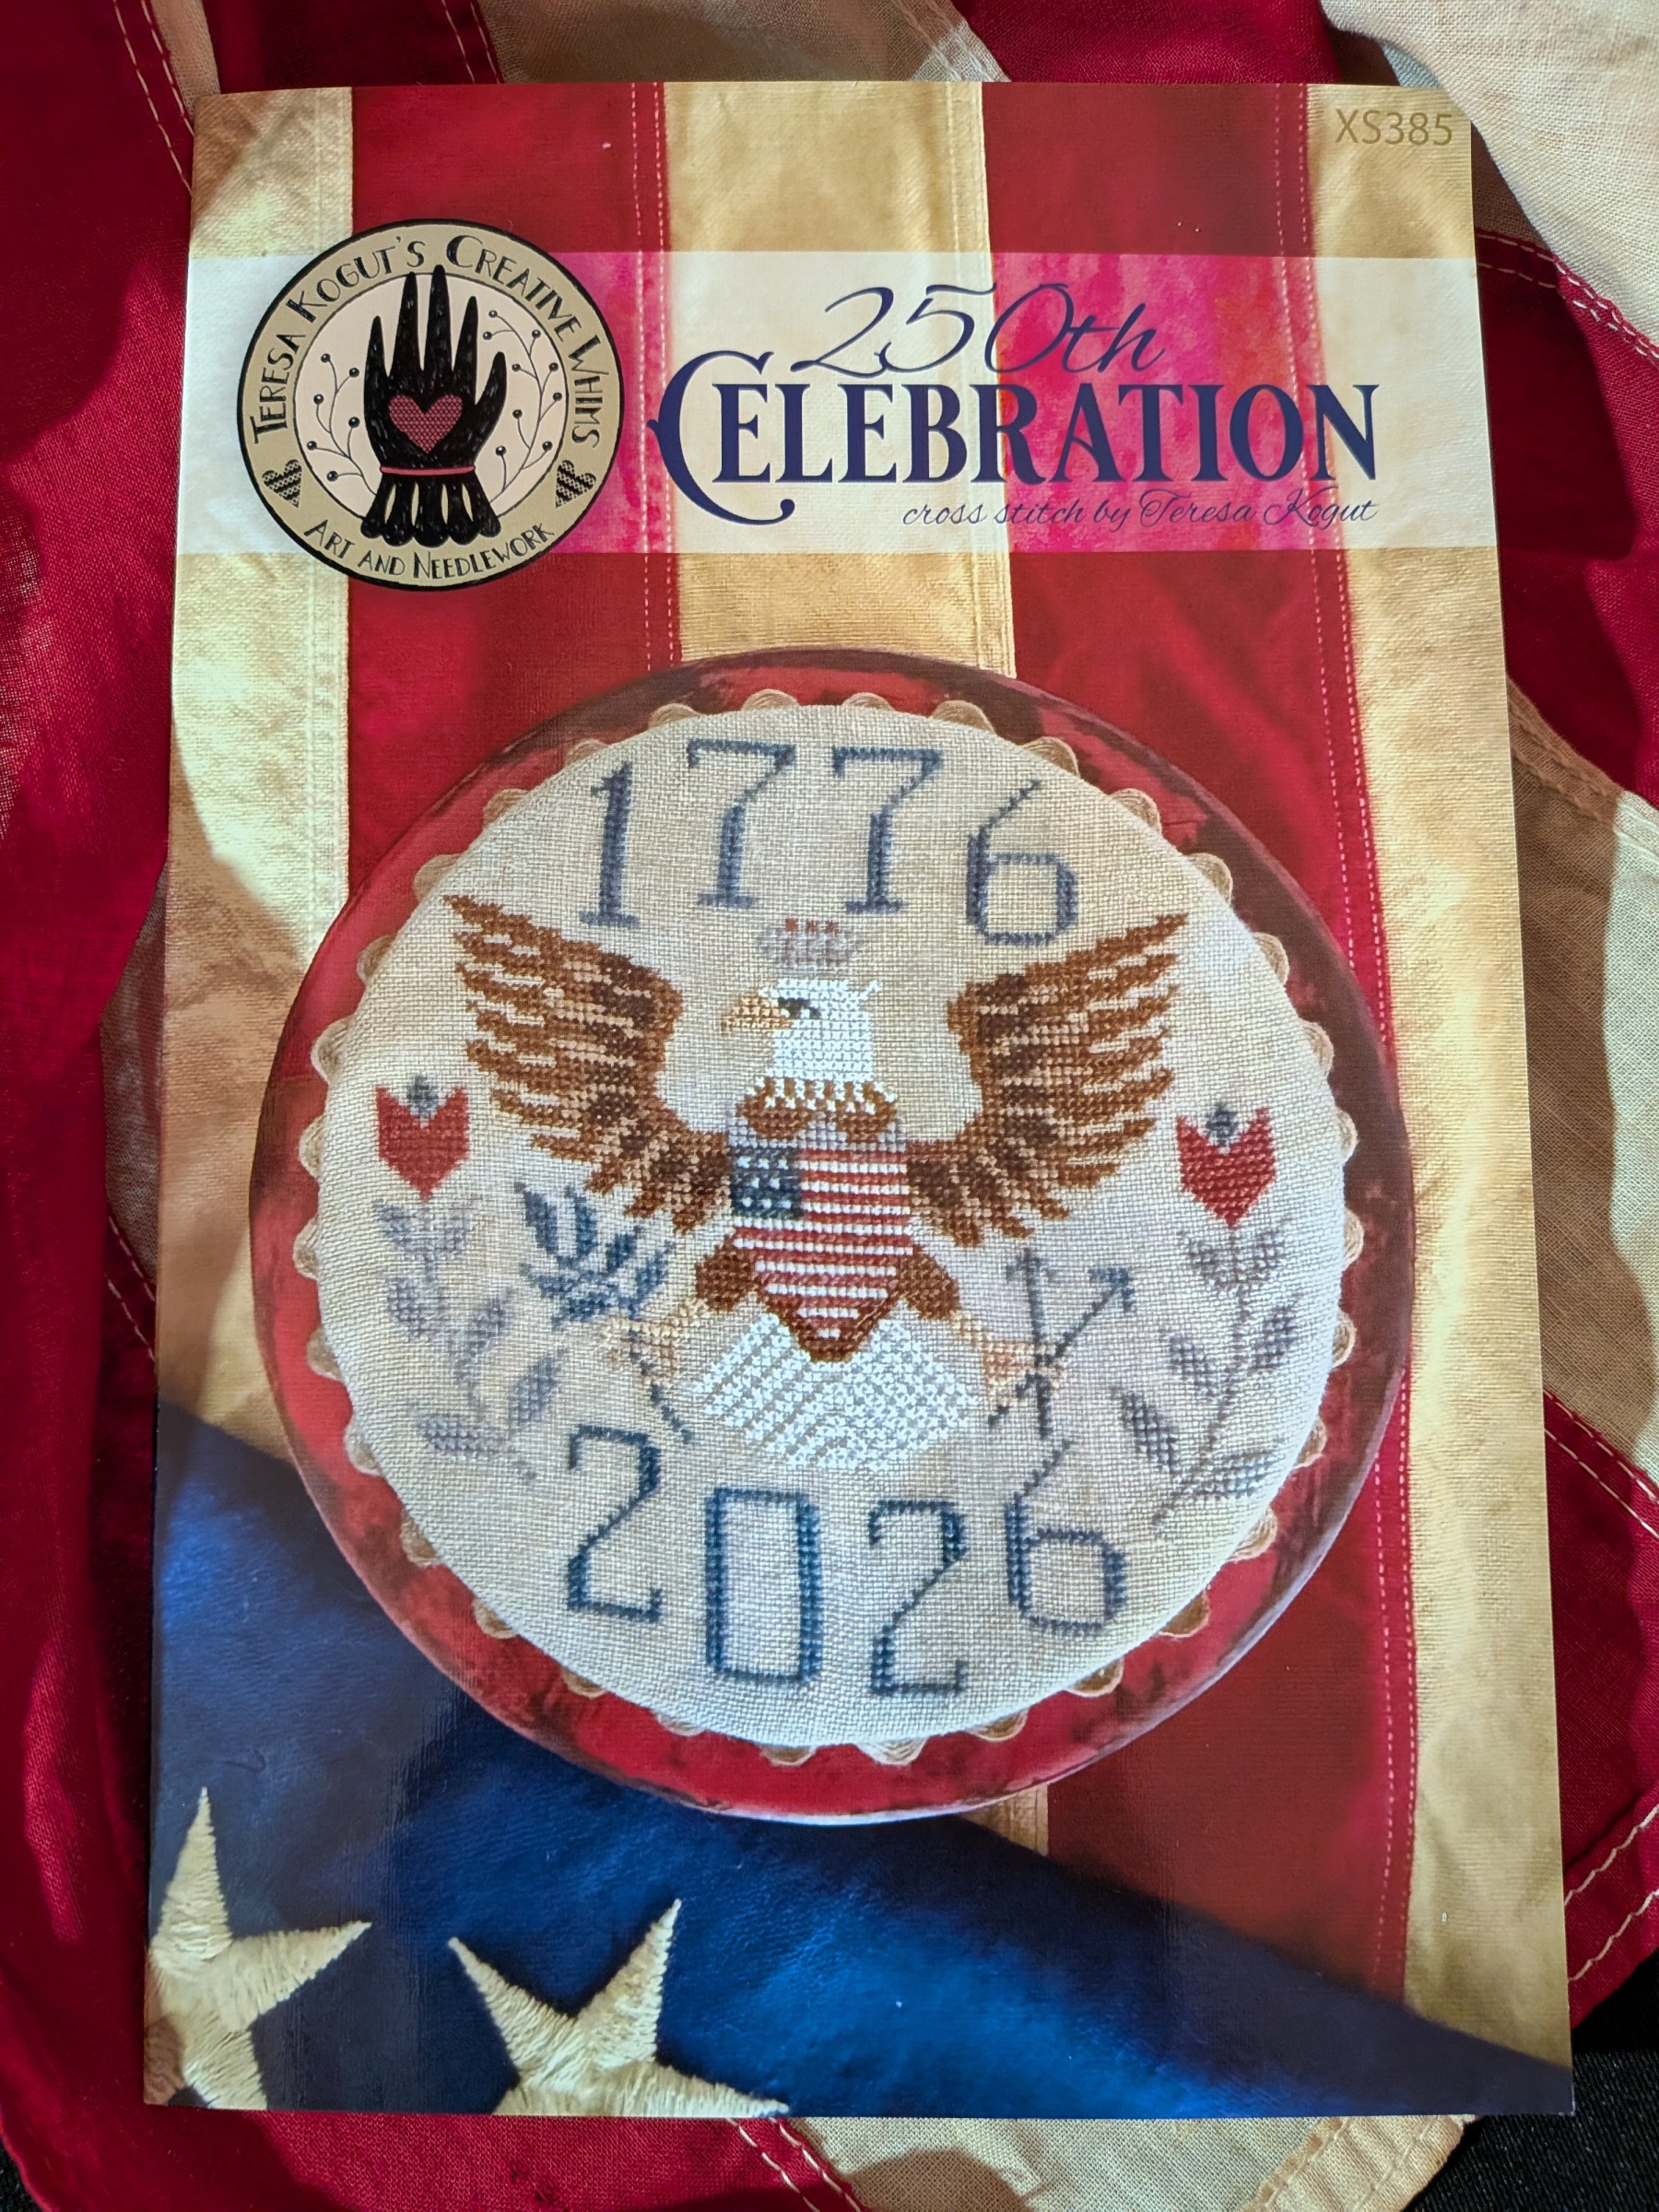 XS385
TERESA KOGUT'S CREATIVE WHIMS
ART AND NEEDLEWORK
250th
CELEBRATION
cross stitch by Teresa Kogut
1776
2026